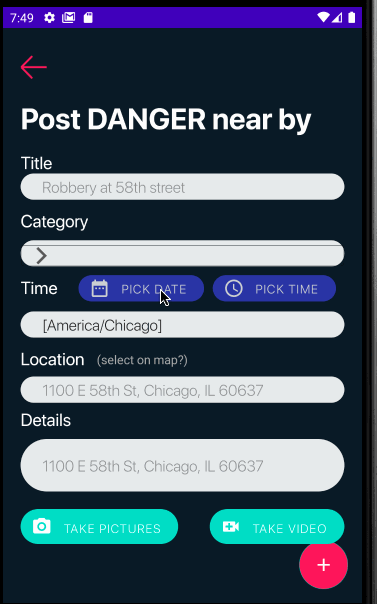 7:49
Post DANGER near by
Title
Robbery at 58th street
Category
Time PICK DATE PICK TIME
[America/Chicago]
Location (select on map?)
1100 E 58th St, Chicago, IL 60637
Details
1100 E 58th St, Chicago, IL 60637
TAKE PICTURES TAKE VIDEO
+